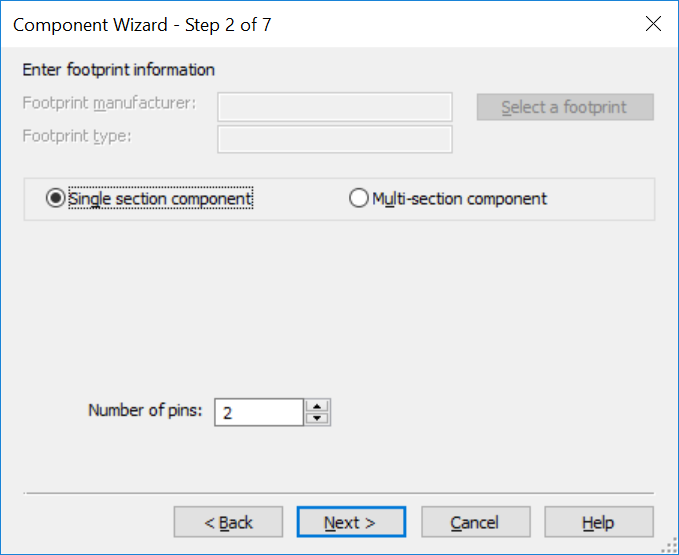 Component Wizard - Step 2 of 7
Enter footprint information
Footprint manufacturer:
Select a footprint
Footprint type:
Single section component
Multi-section component
Number of pins: 2
< Back
Next >
Cancel
Help